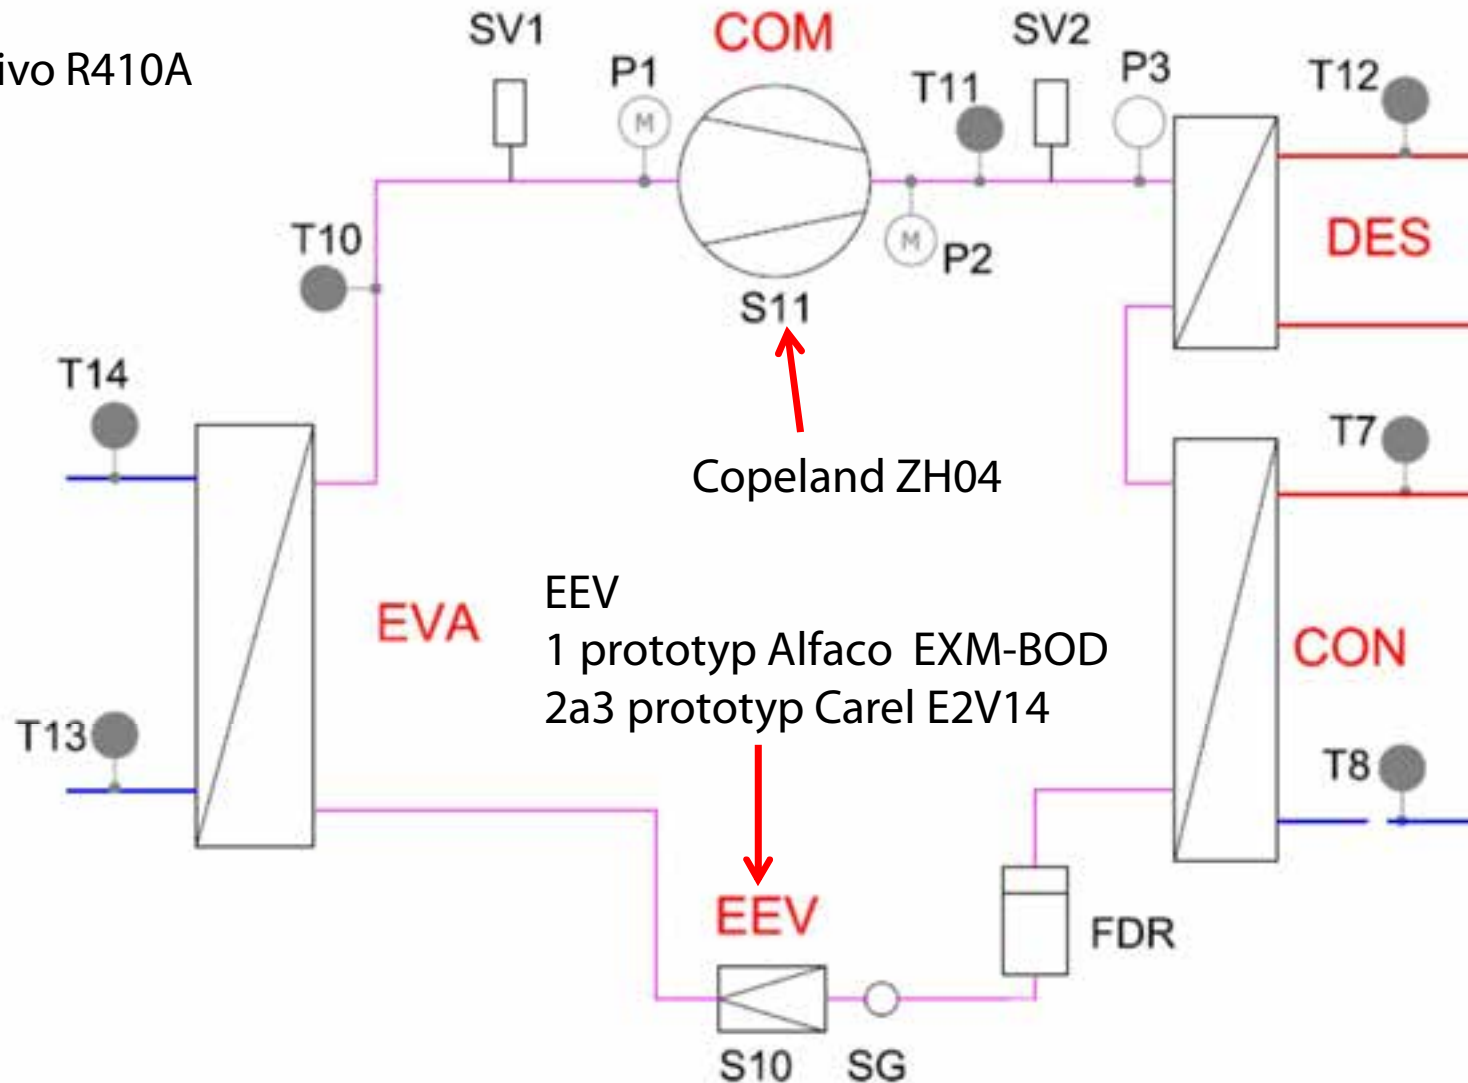 ivo R410A
SV1
COM
SV2
P1
T11
P3
T12
M
T10
M
P2
DES
S11
T14
T7
Copeland ZH04
EEV
EVA
1 prototyp Alfaco EXM-BOD
CON
2a3 prototyp Carel E2V14
T13
T8
EEV
FDR
S10
SG